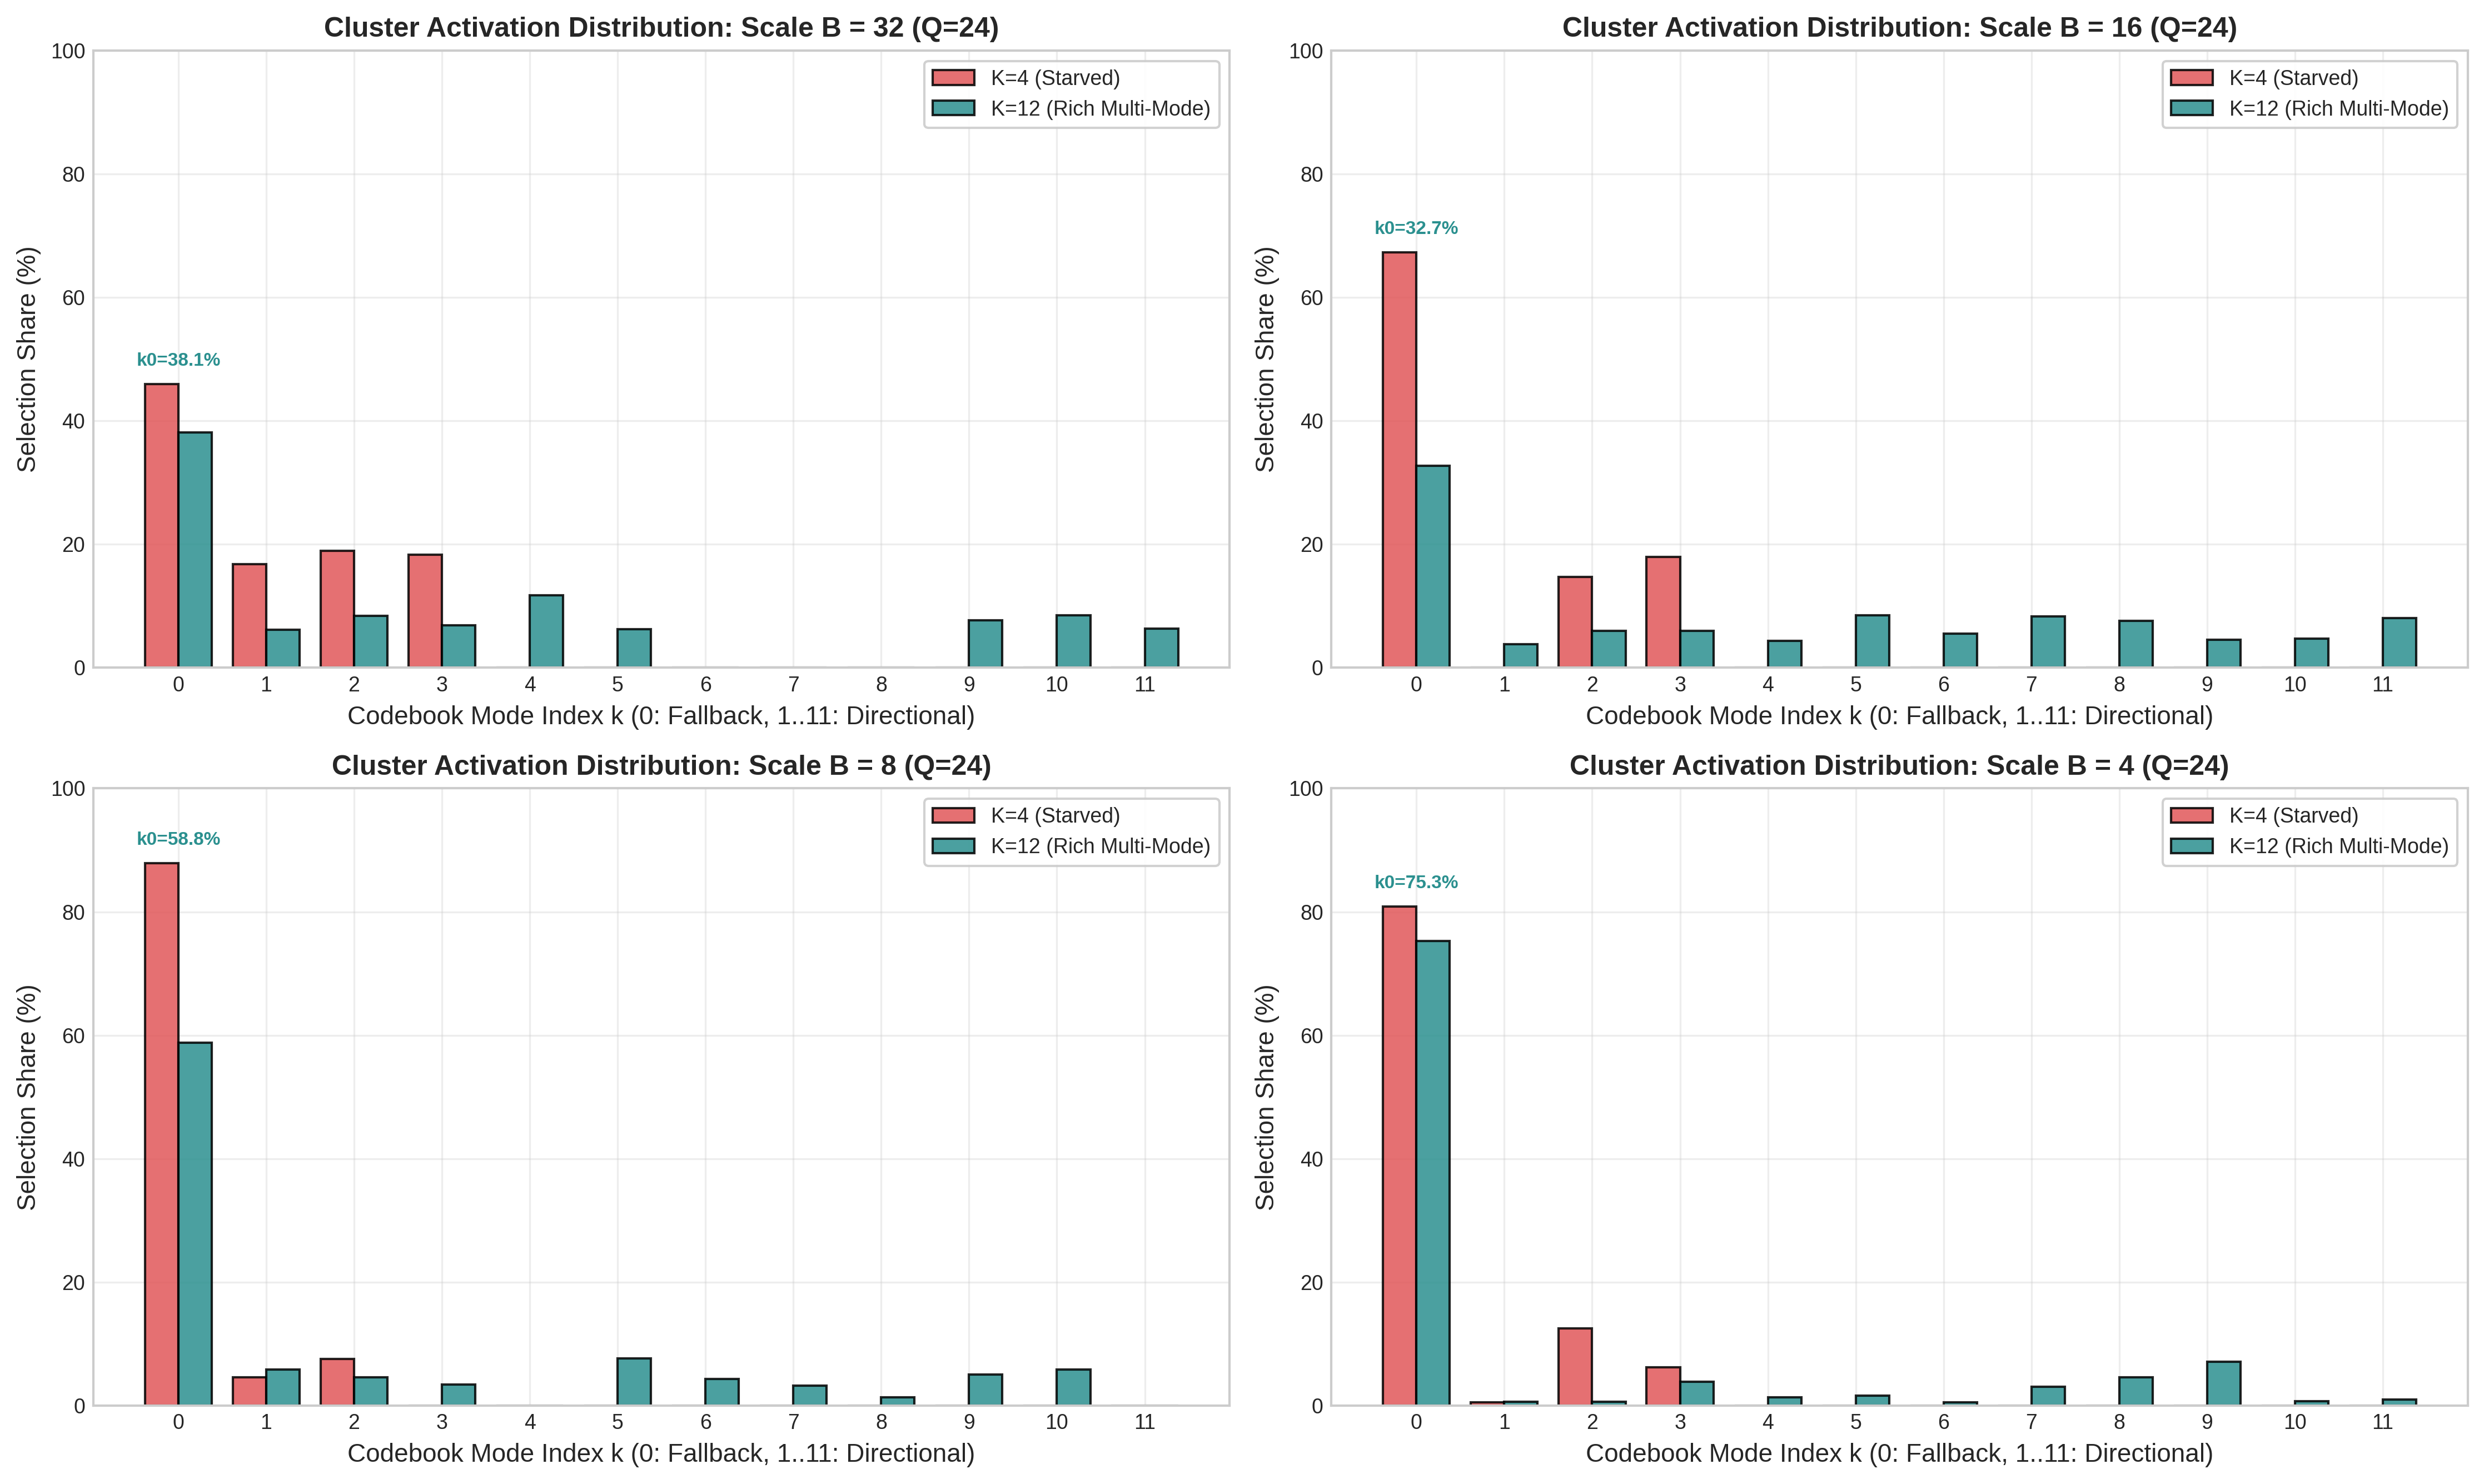 Cluster Activation Distribution: Scale B = 32 (Q=24)
Selection Share (%)
100
80
60
40
20
0
k0=38.1%
K=4 (Starved)
K=12 (Rich Multi-Mode)
0 1 2 3 4 5 6 7 8 9 10 11
Codebook Mode Index k (0: Fallback, 1..11: Directional)
Cluster Activation Distribution: Scale B = 16 (Q=24)
Selection Share (%)
100
80
60
40
20
0
k0=32.7%
K=4 (Starved)
K=12 (Rich Multi-Mode)
0 1 2 3 4 5 6 7 8 9 10 11
Codebook Mode Index k (0: Fallback, 1..11: Directional)
Cluster Activation Distribution: Scale B = 8 (Q=24)
Selection Share (%)
100
80
60
40
20
0
k0=58.8%
K=4 (Starved)
K=12 (Rich Multi-Mode)
0 1 2 3 4 5 6 7 8 9 10 11
Codebook Mode Index k (0: Fallback, 1..11: Directional)
Cluster Activation Distribution: Scale B = 4 (Q=24)
Selection Share (%)
100
80
60
40
20
0
k0=75.3%
K=4 (Starved)
K=12 (Rich Multi-Mode)
0 1 2 3 4 5 6 7 8 9 10 11
Codebook Mode Index k (0: Fallback, 1..11: Directional)